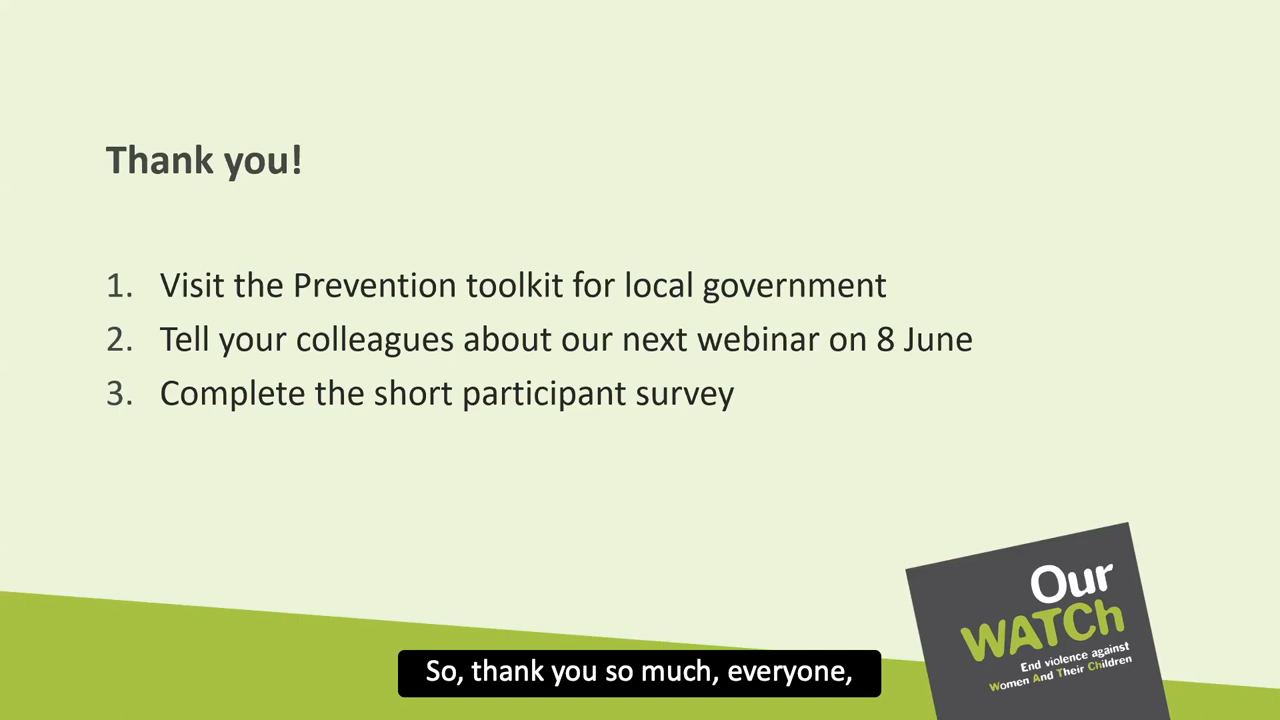 Thank you!
1. Visit the Prevention toolkit for local government
2. Tell your colleagues about our next webinar on 8 June
3. Complete the short participant survey
Our
WATCh
End violence against
Women And Their Children
So, thank you so much, everyone,